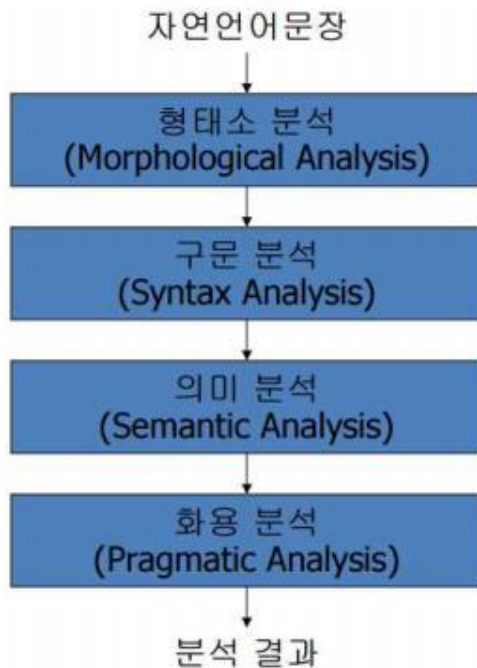 자연언어문장
형태소 분석
(Morphological Analysis)
구문 분석
(Syntax Analysis)
의미 분석
(Semantic Analysis)
화용 분석
(Pragmatic Analysis)
분석 결과